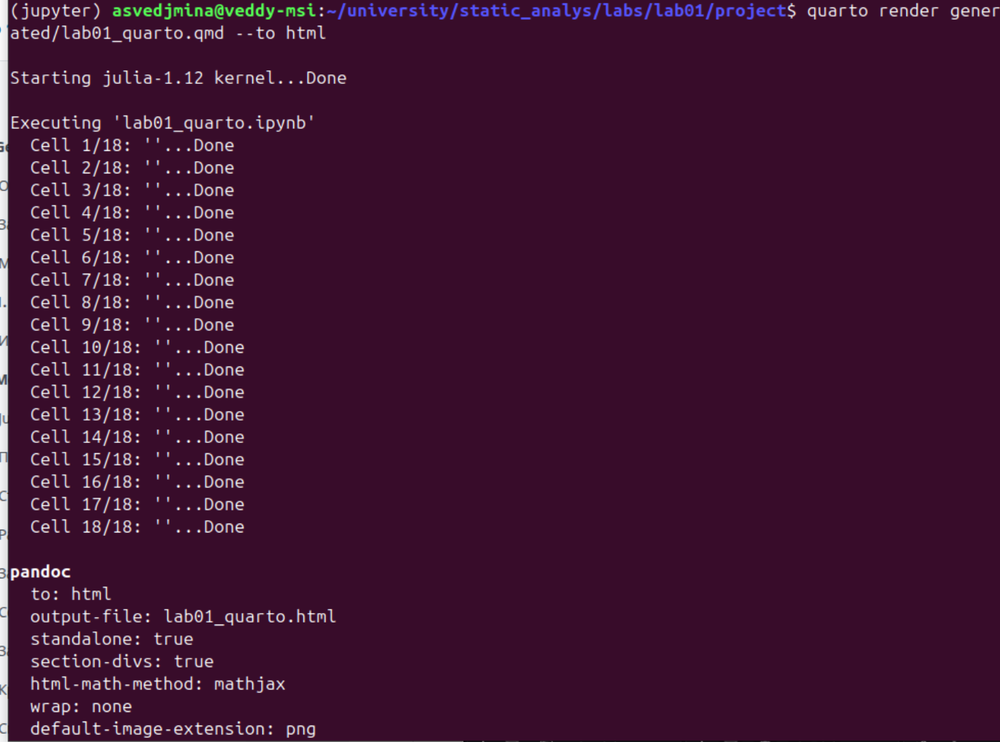 (jupyter) asvedjmina@veddy-msi:~/university/static_analys/labs/lab01/project$ quarto render gener
ated/lab01_quarto.qmd --to html
Starting julia-1.12 kernel...Done
Executing 'lab01_quarto.ipynb'
Cell 1/18: ''...Done
Cell 2/18: ''...Done
Cell 3/18: ''...Done
Cell 4/18: ''...Done
Cell 5/18: ''...Done
Cell 6/18: ''...Done
Cell 7/18: ''...Done
Cell 8/18: ''...Done
Cell 9/18: ''...Done
Cell 10/18: ''...Done
Cell 11/18: ''...Done
Cell 12/18: ''...Done
Cell 13/18: ''...Done
Cell 14/18: ''...Done
Cell 15/18: ''...Done
Cell 16/18: ''...Done
Cell 17/18: ''...Done
Cell 18/18: ''...Done
pandoc
to: html
output-file: lab01_quarto.html
standalone: true
section-divs: true
html-math-method: mathjax
wrap: none
default-image-extension: png